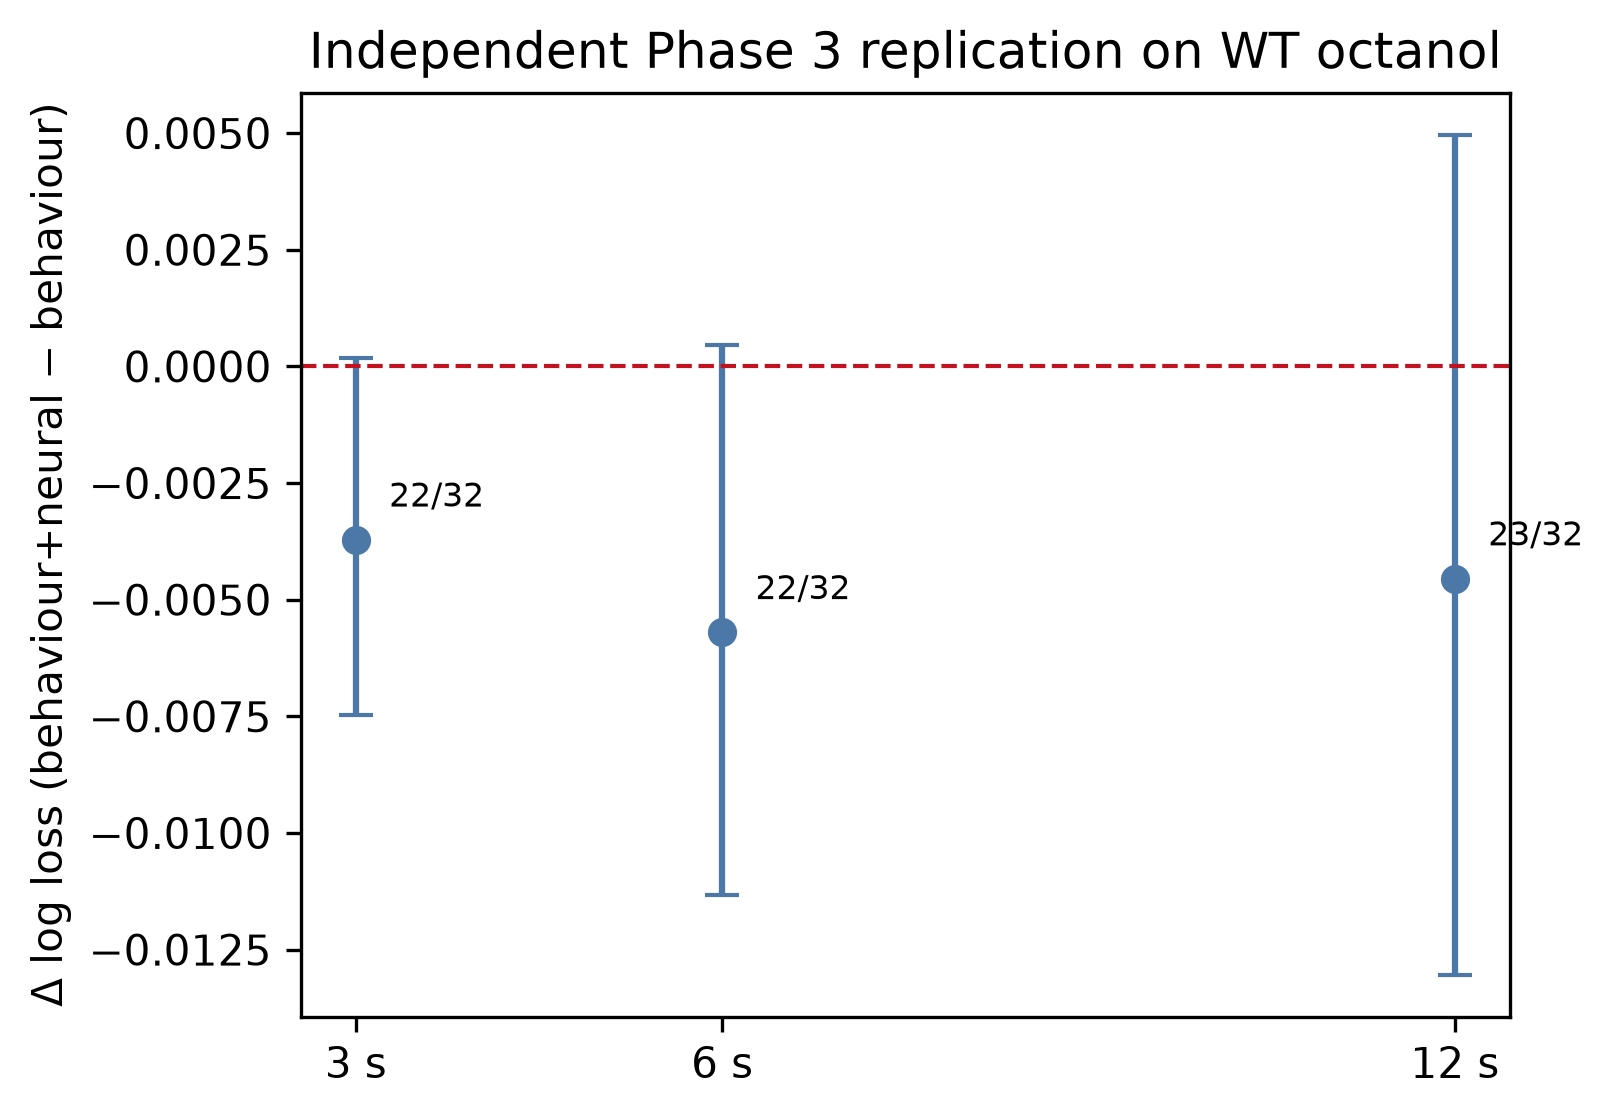 Independent Phase 3 replication on WT octanol
Δ log loss (behaviour+neural − behaviour)
0.0050
0.0025
0.0000
−0.0025
−0.0050
−0.0075
−0.0100
−0.0125
22/32
22/32
23/32
3 s
6 s
12 s